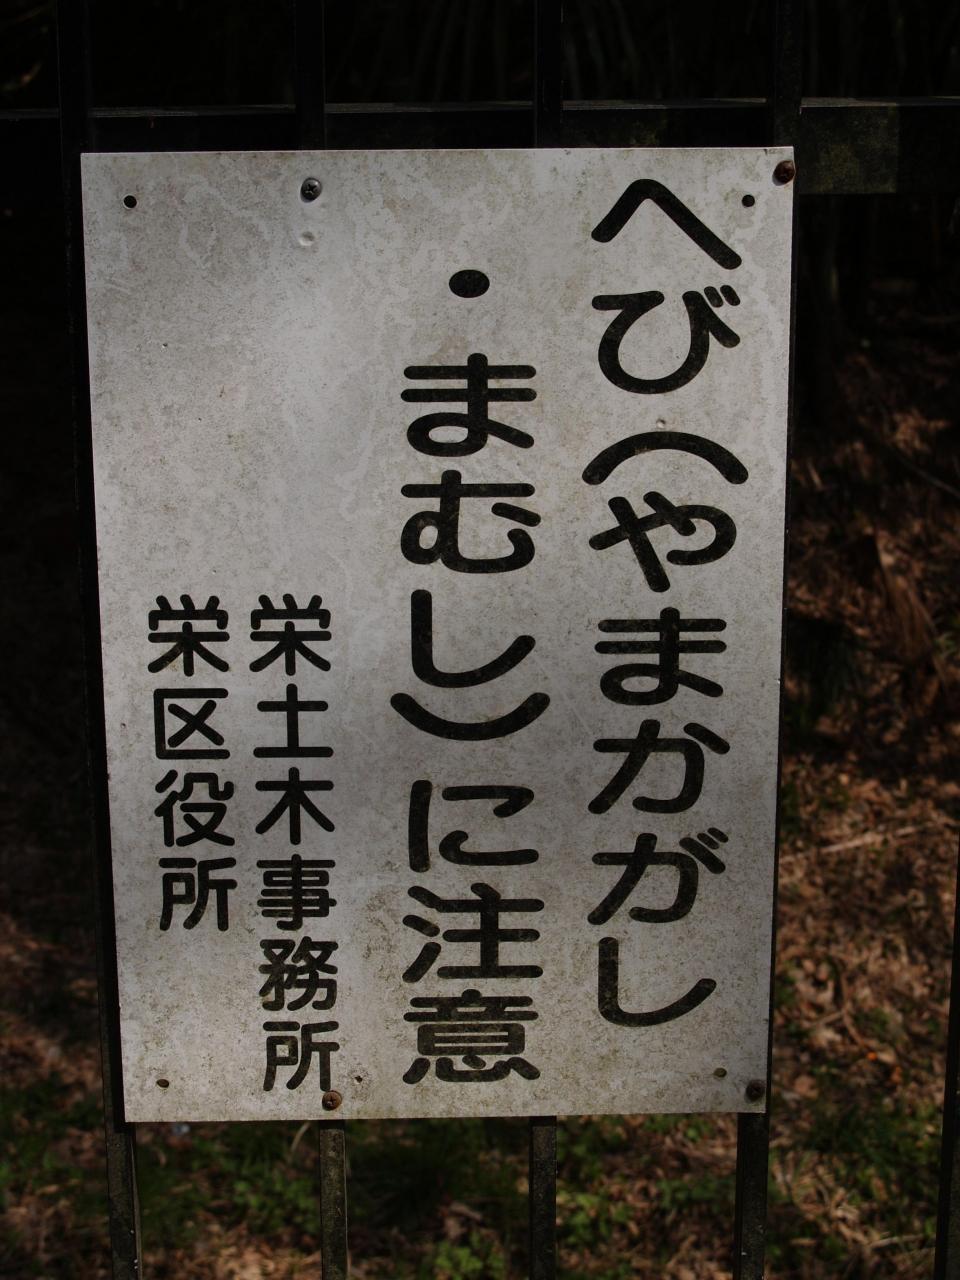 へび（やまかがし
・まむし）に注意
栄土木事務所
栄区役所